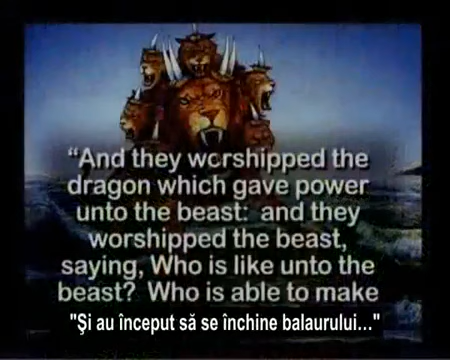 “And they worshipped the
dragon which gave power
unto the beast: and they
worshipped the beast,
saying, Who is like unto the
beast? Who is able to make
"Şi au început să se închine balaurului..."